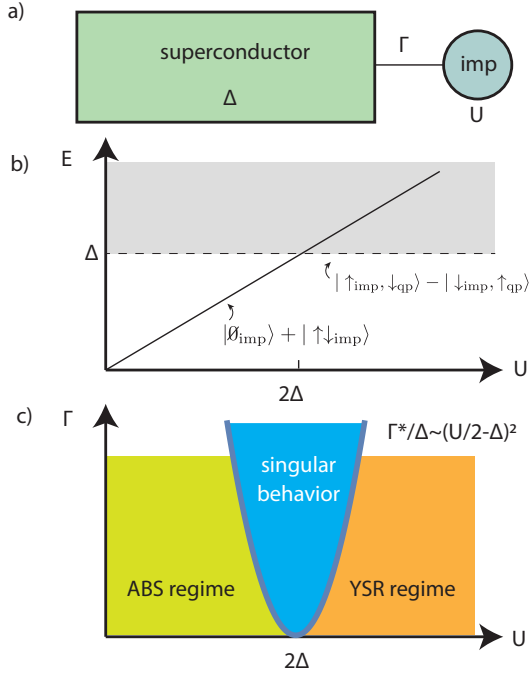 a)
superconductor
Δ
Γ
imp
U
b)
E
Δ
| ↑imp, ↓qp⟩ − | ↓imp, ↑qp⟩
|∅imp⟩ + | ↑↓imp⟩
2Δ
U
c)
Γ
Γ*/Δ~(U/2-Δ)²
singular
behavior
ABS regime
YSR regime
2Δ
U